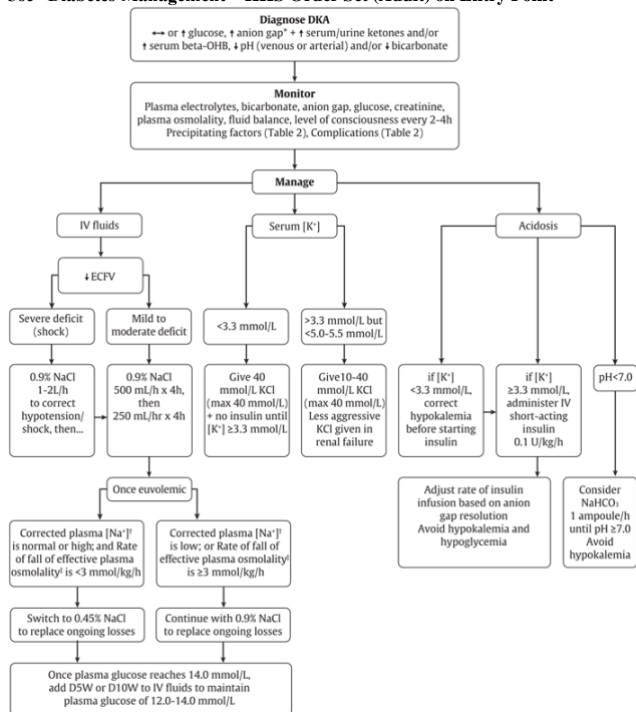 Use "Diabetes Management – HHS Order Set (Adult) on Entry Point"
Diagnose DKA
↔ or ↑ glucose, ↑ anion gap* + ↑ serum/urine ketones and/or
↑ serum beta-OHB, ↓ pH (venous or arterial) and/or ↓ bicarbonate
Monitor
Plasma electrolytes, bicarbonate, anion gap, glucose, creatinine,
plasma osmolality, fluid balance, level of consciousness every 2-4h
Precipitating factors (Table 2), Complications (Table 2)
Manage
IV fluids
Serum [K⁺]
Acidosis
↓ECFV
Severe deficit
(shock)
Mild to
moderate deficit
<3.3 mmol/L
>3.3 mmol/L but
<5.0-5.5 mmol/L
0.9% NaCl
1-2L/h
to correct
hypotension/
shock, then...
0.9% NaCl
500 mL/h x 4h,
then
250 mL/hr x 4h
Give 40
mmol/L KCl
(max 40 mmol/L)
+ no insulin until
[K⁺] ≥3.3 mmol/L
Give10-40
mmol/L KCl
(max 40 mmol/L)
Less aggressive
KCl given in
renal failure
if [K⁺]
<3.3 mmol/L,
correct
hypokalemia
before starting
insulin
if [K⁺]
≥3.3 mmol/L,
administer IV
short-acting
insulin
0.1 U/kg/h
pH<7.0
Once euvolemic
Adjust rate of insulin
infusion based on anion
gap resolution
Avoid hypokalemia and
hypoglycemia
Consider
NaHCO₃
1 ampoule/h
until pH ≥7.0
Avoid
hypokalemia
Corrected plasma [Na⁺]†
is normal or high; and Rate
of fall of effective plasma
osmolality‡ is <3 mmol/kg/h
Corrected plasma [Na⁺]†
is low; or Rate of fall of
effective plasma osmolality‡
is ≥3 mmol/kg/h
Switch to 0.45% NaCl
to replace ongoing losses
Continue with 0.9% NaCl
to replace ongoing losses
Once plasma glucose reaches 14.0 mmol/L,
add D5W or D10W to IV fluids to maintain
plasma glucose of 12.0-14.0 mmol/L